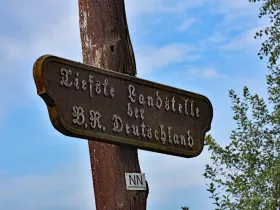 Tiefste Landstelle
der
B.R. Deutschland
NN